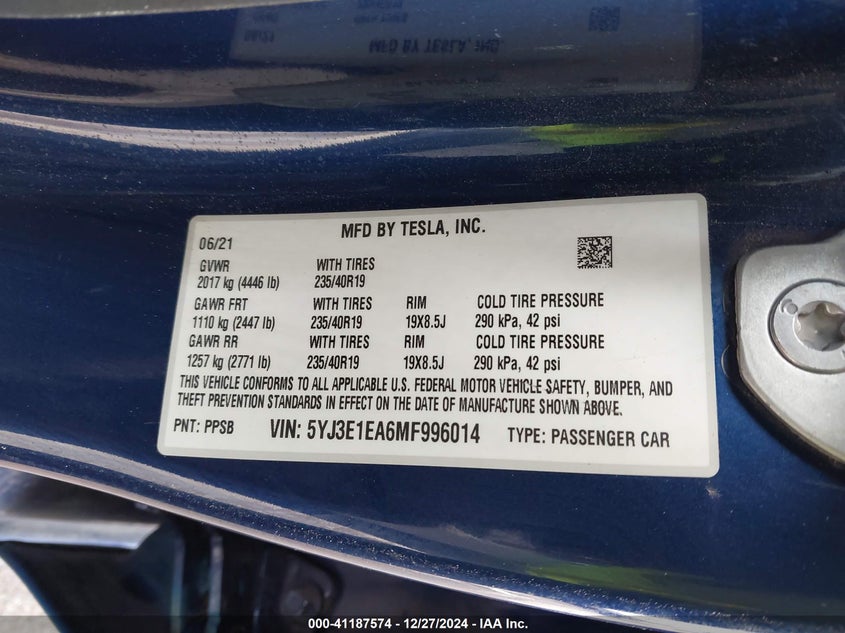 MFD BY TESLA, INC.
06/21
GVWR WITH TIRES
2017 kg (4446 lb) 235/40R19
GAWR FRT WITH TIRES RIM COLD TIRE PRESSURE
1110 kg (2447 lb) 235/40R19 19X8.5J 290 kPa, 42 psi
GAWR RR WITH TIRES RIM COLD TIRE PRESSURE
1257 kg (2771 lb) 235/40R19 19X8.5J 290 kPa, 42 psi
THIS VEHICLE CONFORMS TO ALL APPLICABLE U.S. FEDERAL MOTOR VEHICLE SAFETY, BUMPER, AND
THEFT PREVENTION STANDARDS IN EFFECT ON THE DATE OF MANUFACTURE SHOWN ABOVE.
PNT: PPSB VIN: 5YJ3E1EA6MF996014 TYPE: PASSENGER CAR
000-41187574 - 12/27/2024 - IAA Inc.